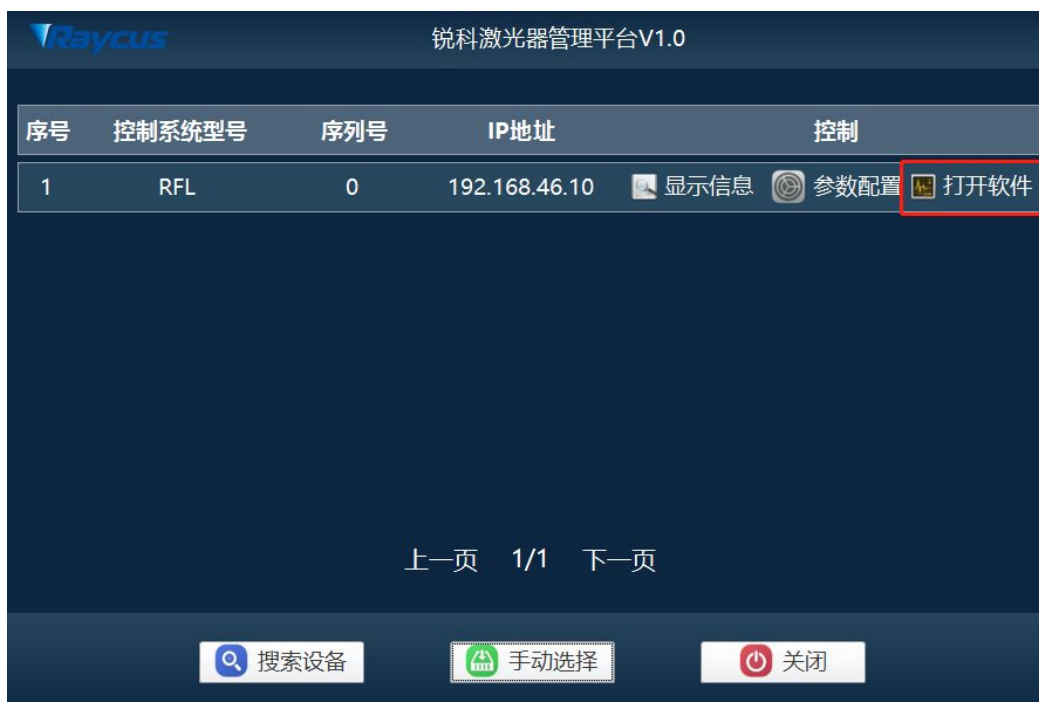 Raycus 锐科激光器管理平台V1.0
序号 控制系统型号 序列号 IP地址 控制
1 RFL 0 192.168.46.10 显示信息 参数配置 打开软件
上一页 1/1 下一页
搜索设备 手动选择 关闭